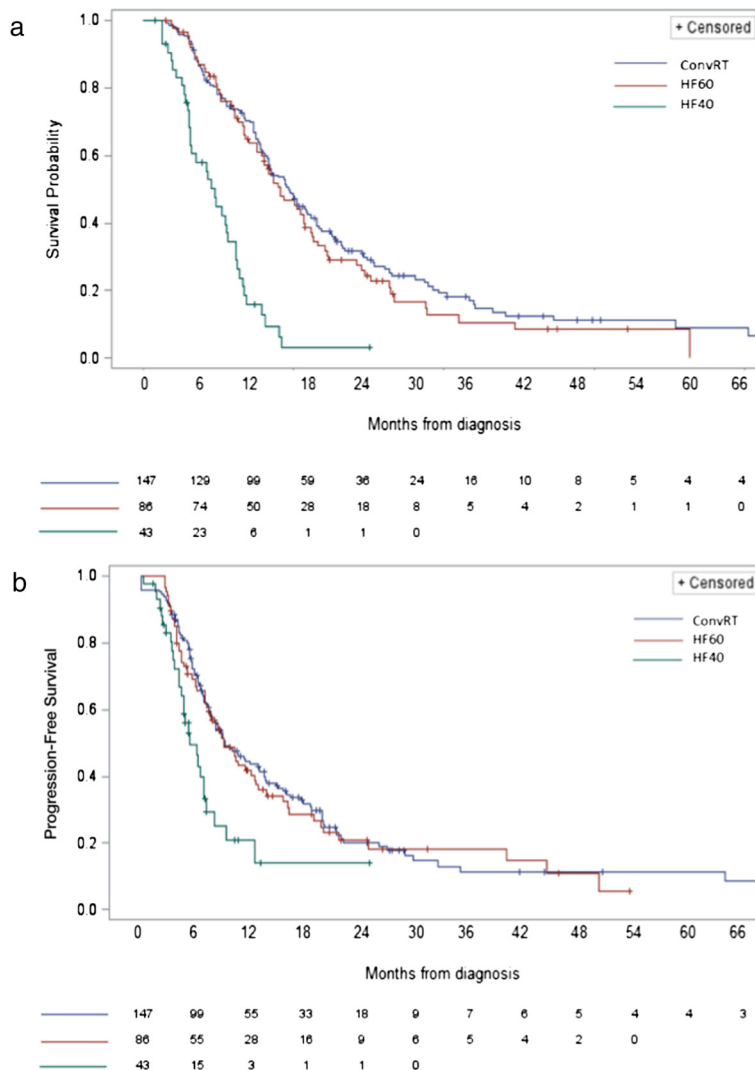 a
+ Censored
ConvRT
HF60
HF40
Survival Probability
1.0
0.8
0.6
0.4
0.2
0.0
0 6 12 18 24 30 36 42 48 54 60 66
Months from diagnosis
147 129 99 59 36 24 16 10 8 5 4 4
86 74 50 28 18 8 5 4 2 1 1 0
43 23 6 1 1 0
b
+ Censored
ConvRT
HF60
HF40
Progression-Free Survival
1.0
0.8
0.6
0.4
0.2
0.0
0 6 12 18 24 30 36 42 48 54 60 66
Months from diagnosis
147 99 55 33 18 9 7 6 5 4 4 3
86 55 28 16 9 6 5 4 2 0
43 15 3 1 1 0